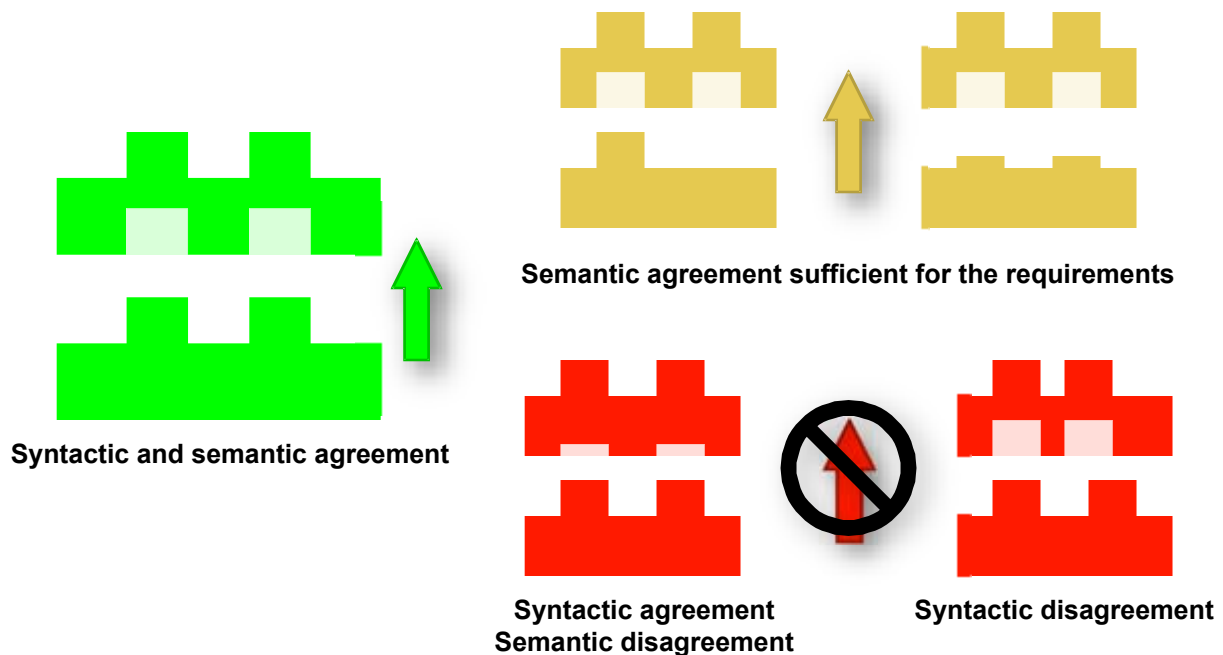 Semantic agreement sufficient for the requirements
Syntactic and semantic agreement
Syntactic agreement
Semantic disagreement
Syntactic disagreement